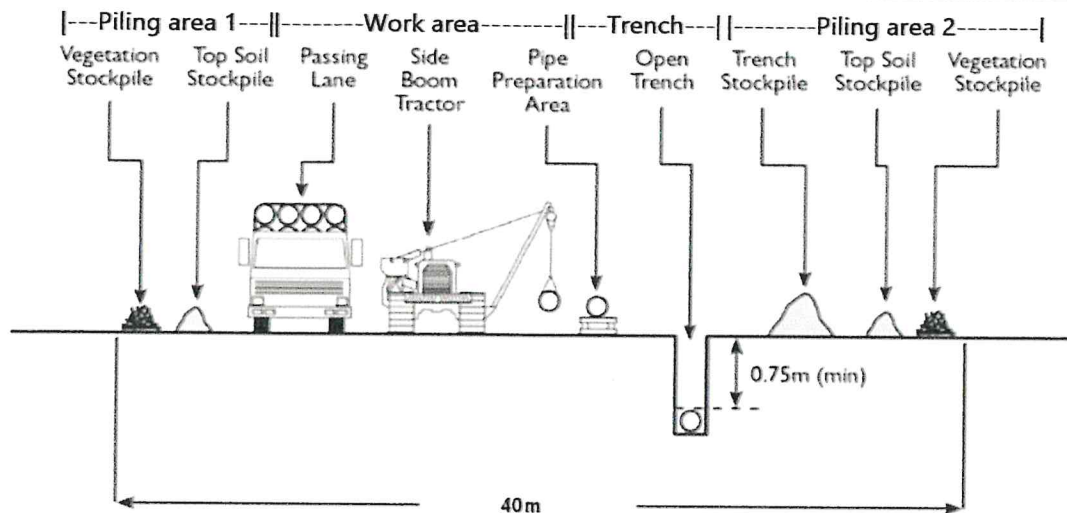 |---Piling area 1---||---------Work area---------||----Trench----||------Piling area 2------|
Vegetation Stockpile
Top Soil Stockpile
Passing Lane
Side Boom Tractor
Pipe Preparation Area
Open Trench
Trench Stockpile
Top Soil Stockpile
Vegetation Stockpile
0.75m (min)
40m